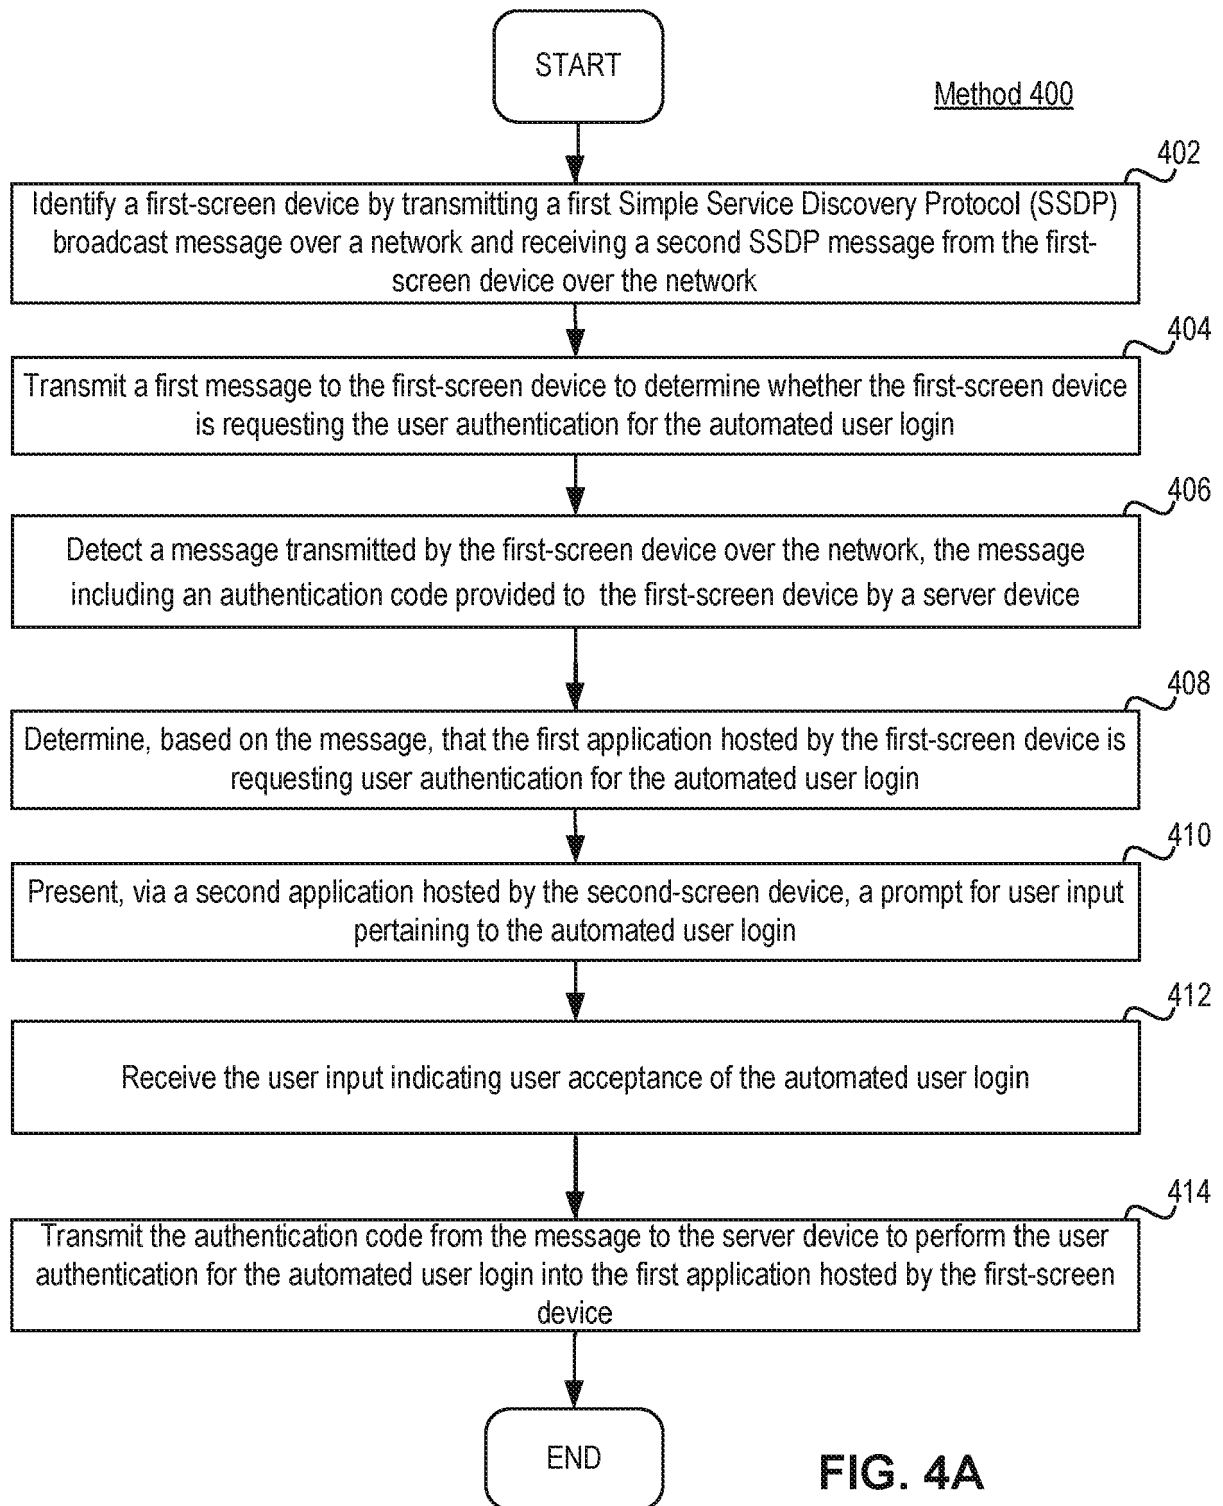 START
Method 400
402
Identify a first-screen device by transmitting a first Simple Service Discovery Protocol (SSDP)
broadcast message over a network and receiving a second SSDP message from the first-
screen device over the network
404
Transmit a first message to the first-screen device to determine whether the first-screen device
is requesting the user authentication for the automated user login
406
Detect a message transmitted by the first-screen device over the network, the message
including an authentication code provided to the first-screen device by a server device
408
Determine, based on the message, that the first application hosted by the first-screen device is
requesting user authentication for the automated user login
410
Present, via a second application hosted by the second-screen device, a prompt for user input
pertaining to the automated user login
412
Receive the user input indicating user acceptance of the automated user login
414
Transmit the authentication code from the message to the server device to perform the user
authentication for the automated user login into the first application hosted by the first-screen
device
END
FIG. 4A